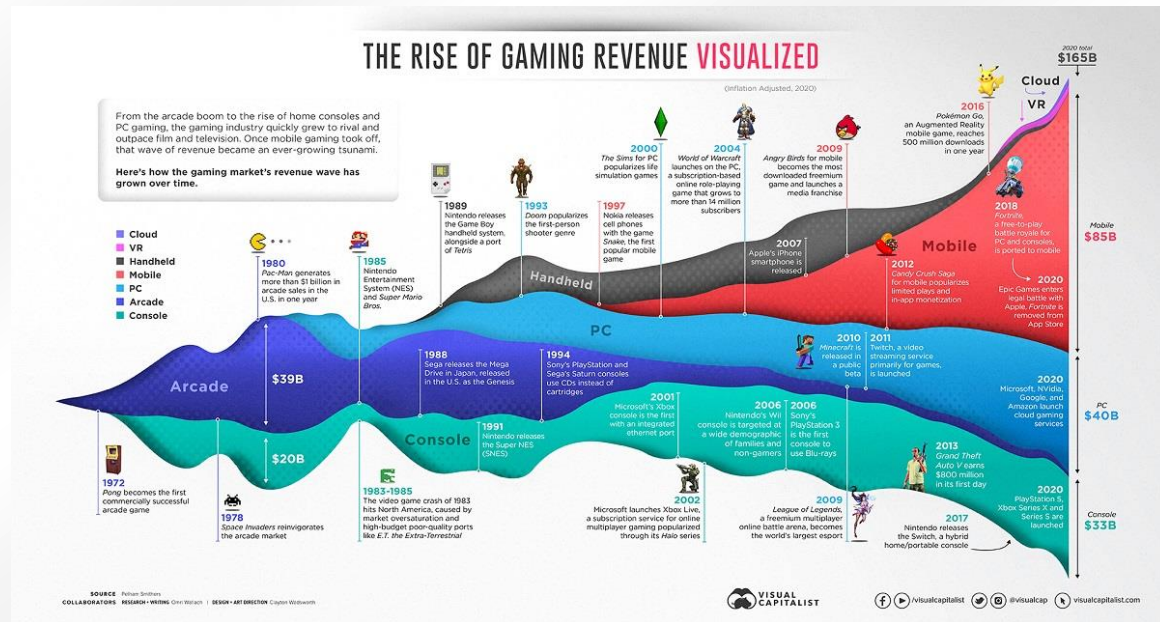 THE RISE OF GAMING REVENUE VISUALIZED
(Inflation Adjusted, 2020)
2020 total
$165B
From the arcade boom to the rise of home consoles and
PC gaming, the gaming industry quickly grew to rival and
outpace film and television. Once mobile gaming took off,
that wave of revenue became an ever-growing tsunami.
Here's how the gaming market's revenue wave has
grown over time.
Cloud
VR
Handheld
Mobile
PC
Arcade
Console
1980
Pac-Man generates
more than $1 billion in
arcade sales in the
U.S. in one year
1985
Nintendo
Entertainment
System (NES)
and Super Mario
Bros.
1989
Nintendo releases
the Game Boy
handheld system,
alongside a port
of Tetris
1993
Doom popularizes
the first-person
shooter genre
1997
Nokia releases
cell phones
with the game
Snake, the first
popular mobile
game
2000
The Sims for PC
popularizes life
simulation games
2004
World of Warcraft
launches on the PC,
a subscription-based
online role-playing
game that grows to
more than 14 million
subscribers
2009
Angry Birds for mobile
becomes the most
downloaded freemium
game and launches a
media franchise
2016
Pokémon Go,
an Augmented Reality
mobile game, reaches
500 million downloads
in one year
Cloud
VR
2007
Apple's iPhone
smartphone is
released
Mobile
2012
Candy Crush Saga
for mobile popularizes
limited plays and
in-app monetization
2018
Fortnite,
a free-to-play
battle royale for
PC and consoles,
is ported to mobile
2020
Epic Games enters
legal battle with
Apple, Fortnite is
removed from
App Store
Mobile
$85B
Handheld
PC
Arcade
$39B
1988
Sega releases the Mega
Drive in Japan, released
in the U.S. as the Genesis
1994
Sony's PlayStation and
Sega's Saturn consoles
use CDs instead of
cartridges
2010
Minecraft is
released in
a public
beta
2011
Twitch, a video
streaming service
primarily for games,
is launched
2020
Microsoft, NVidia,
Google, and
Amazon launch
cloud gaming
services
PC
$40B
$20B
Console
1991
Nintendo releases
the Super NES
(SNES)
2001
Microsoft's Xbox
console is the first
with an integrated
ethernet port
2006
Nintendo's Wii
console is targeted at
a wide demographic
of families and
non-gamers
2006
Sony's
PlayStation 3
is the first
console to
use Blu-rays
2013
Grand Theft
Auto V earns
$800 million
in its first day
2020
PlayStation 5,
Xbox Series X and
Series S are
launched
Console
$33B
1972
Pong becomes the first
commercially successful
arcade game
1978
Space Invaders reinvigorates
the arcade market
1983-1985
The video game crash of 1983
hits North America, caused by
market oversaturation and
high-budget poor-quality ports
like E.T. the Extra-Terrestrial
2002
Microsoft launches Xbox Live,
a subscription service for online
multiplayer gaming popularized
through its Halo series
2009
League of Legends,
a freemium multiplayer
online battle arena, becomes
the world's largest esport
2017
Nintendo releases
the Switch, a hybrid
home/portable console
SOURCE Pelham Smithers
COLLABORATORS RESEARCH + WRITING Omri Wallach | DESIGN + ART DIRECTION Clayton Wadsworth
VISUAL
CAPITALIST
/visualcapitalist
@visualcap
visualcapitalist.com